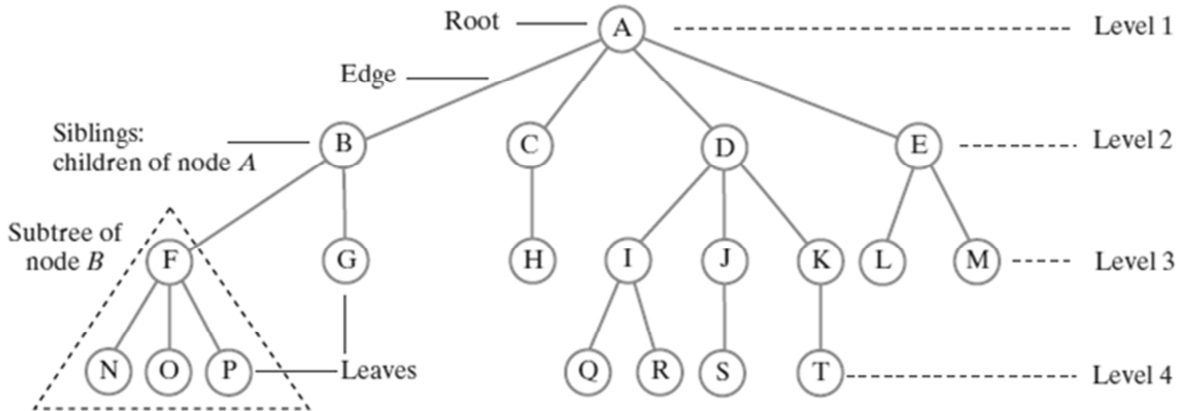 Root
A
Level 1
Edge
Siblings:
children of node A
B
C
D
E
Level 2
Subtree of
node B
F
G
H
I
J
K
L
M
Level 3
N
O
P
Leaves
Q
R
S
T
Level 4